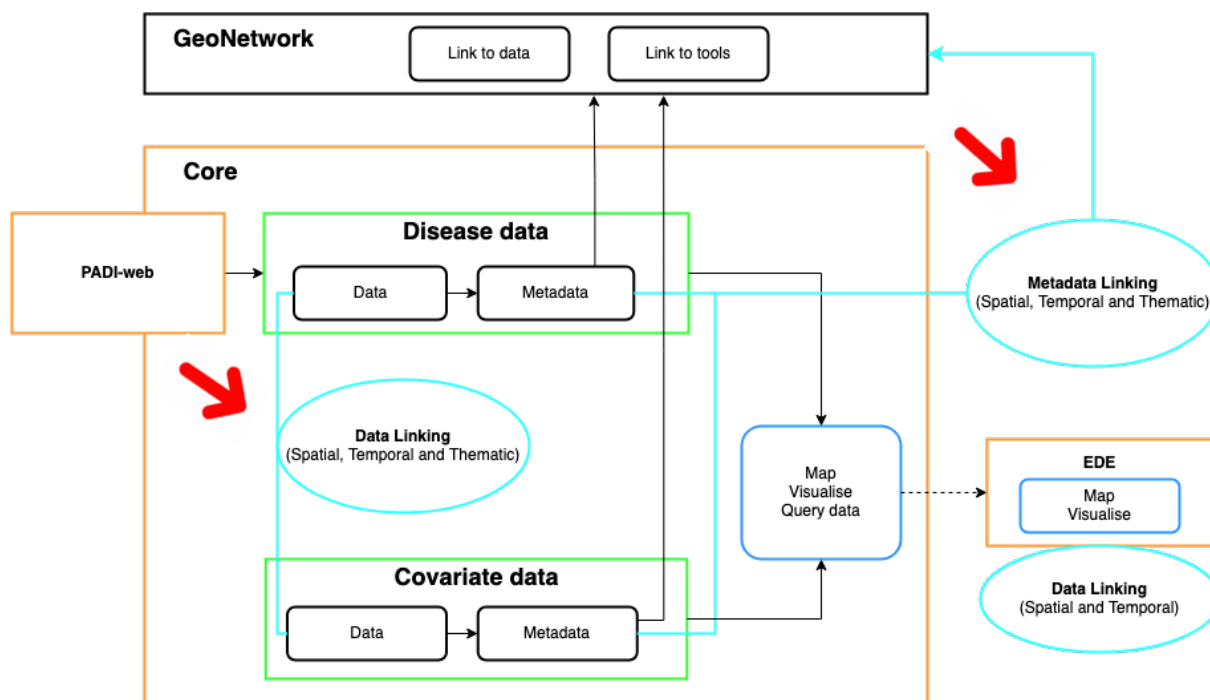 GeoNetwork
Link to data
Link to tools
Core
PADI-web
Disease data
Data
Metadata
Metadata Linking
(Spatial, Temporal and Thematic)
Data Linking
(Spatial, Temporal and Thematic)
Map
Visualise
Query data
EDE
Map
Visualise
Covariate data
Data
Metadata
Data Linking
(Spatial and Temporal)